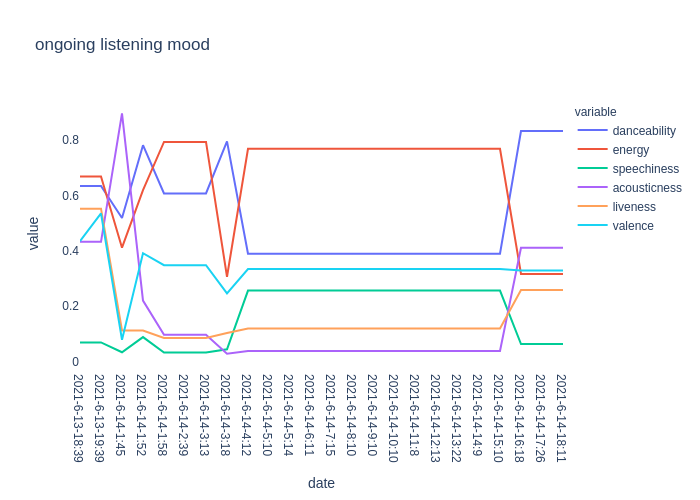 ongoing listening mood
variable
danceability
energy
speechiness
acousticness
liveness
valence
value
0.8
0.6
0.4
0.2
0
2021-6-13-18:39
2021-6-13-19:39
2021-6-14-1:45
2021-6-14-1:52
2021-6-14-1:58
2021-6-14-2:39
2021-6-14-3:13
2021-6-14-3:18
2021-6-14-4:12
2021-6-14-5:10
2021-6-14-5:14
2021-6-14-6:11
2021-6-14-7:15
2021-6-14-8:10
2021-6-14-9:10
2021-6-14-10:10
2021-6-14-11:8
2021-6-14-12:13
2021-6-14-13:22
2021-6-14-14:9
2021-6-14-15:10
2021-6-14-16:18
2021-6-14-17:26
2021-6-14-18:11
date